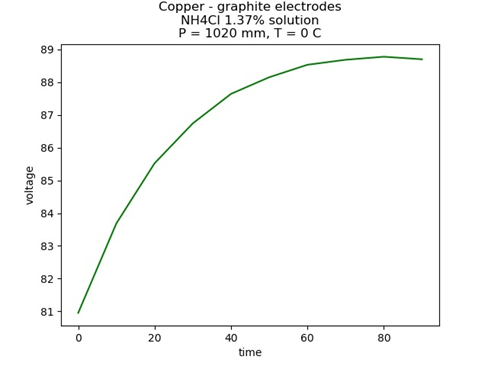 Copper - graphite electrodes
NH4Cl 1.37% solution
P = 1020 mm, T = 0 C
89
88
87
86
85
84
83
82
81
voltage
0 20 40 60 80
time